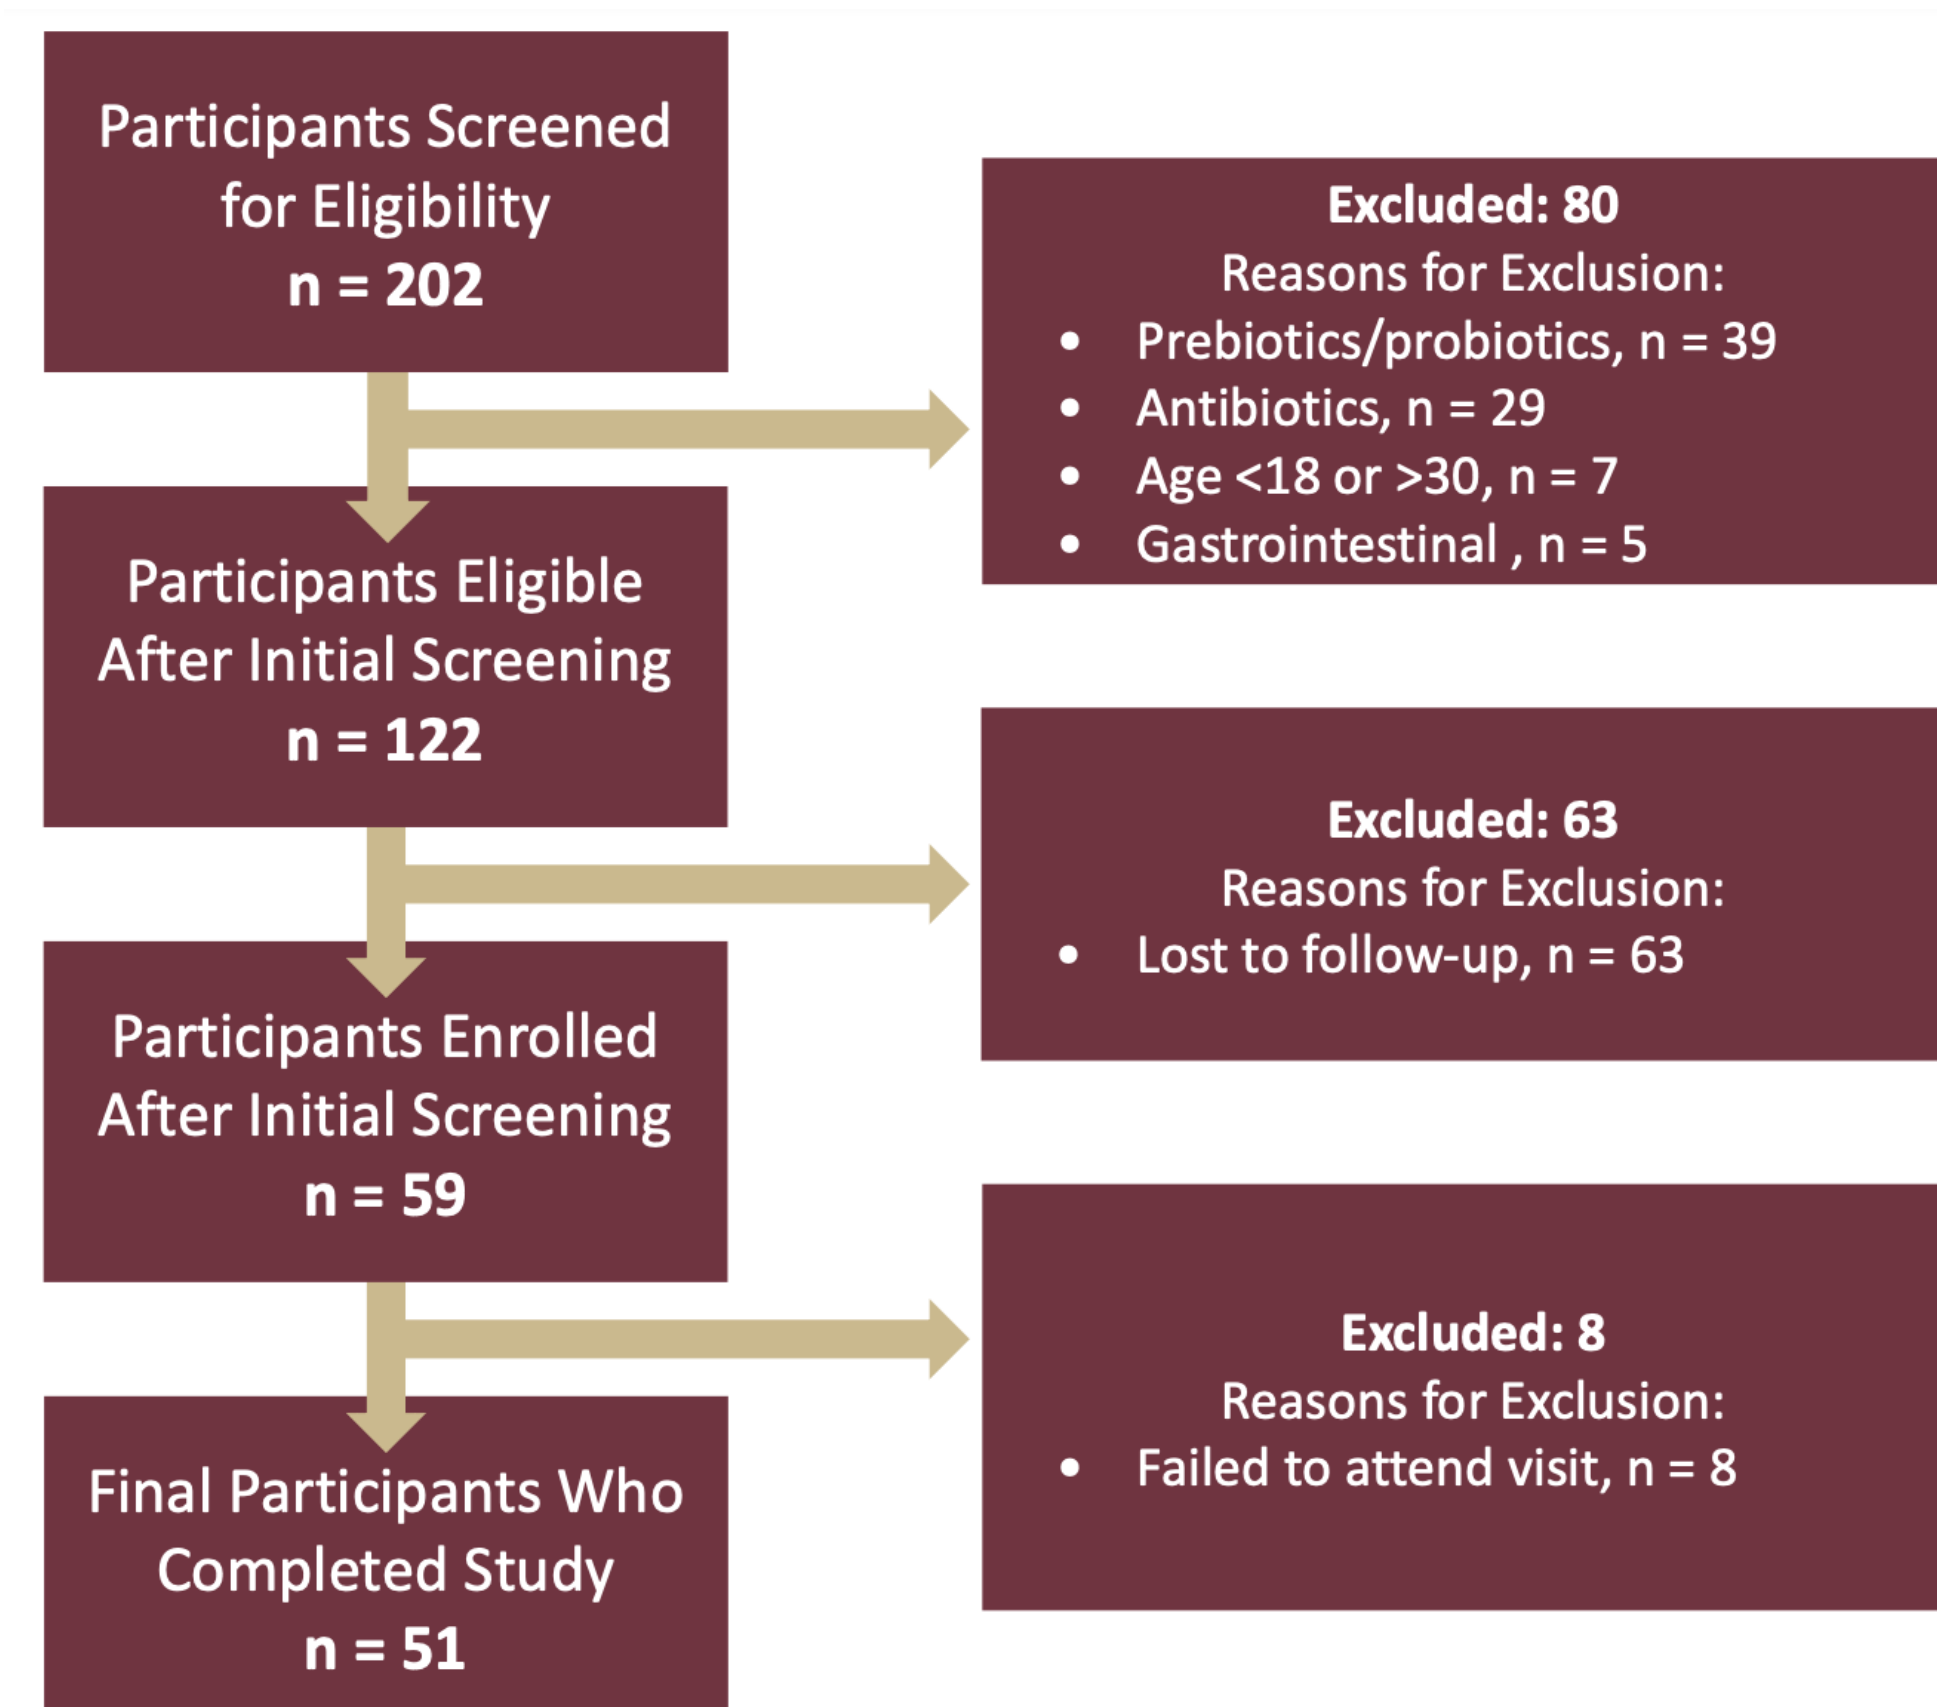 Participants Screened
for Eligibility
n = 202
Excluded: 80
Reasons for Exclusion:
• Prebiotics/probiotics, n = 39
• Antibiotics, n = 29
• Age <18 or >30, n = 7
• Gastrointestinal , n = 5
Participants Eligible
After Initial Screening
n = 122
Excluded: 63
Reasons for Exclusion:
• Lost to follow-up, n = 63
Participants Enrolled
After Initial Screening
n = 59
Excluded: 8
Reasons for Exclusion:
• Failed to attend visit, n = 8
Final Participants Who
Completed Study
n = 51